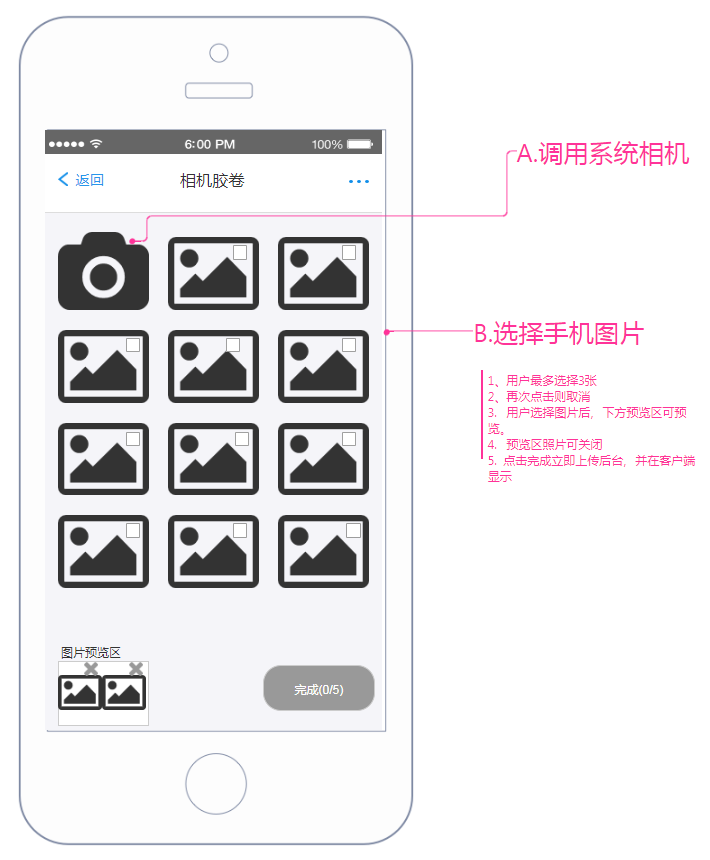 6:00 PM
100%
返回
相机胶卷
A.调用系统相机
B.选择手机图片
1、用户最多选择3张
2、再次点击则取消
3.  用户选择图片后，下方预览区可预
览。
4.  预览区照片可关闭
5.  点击完成立即上传后台，并在客户端
显示
图片预览区
完成(0/5)